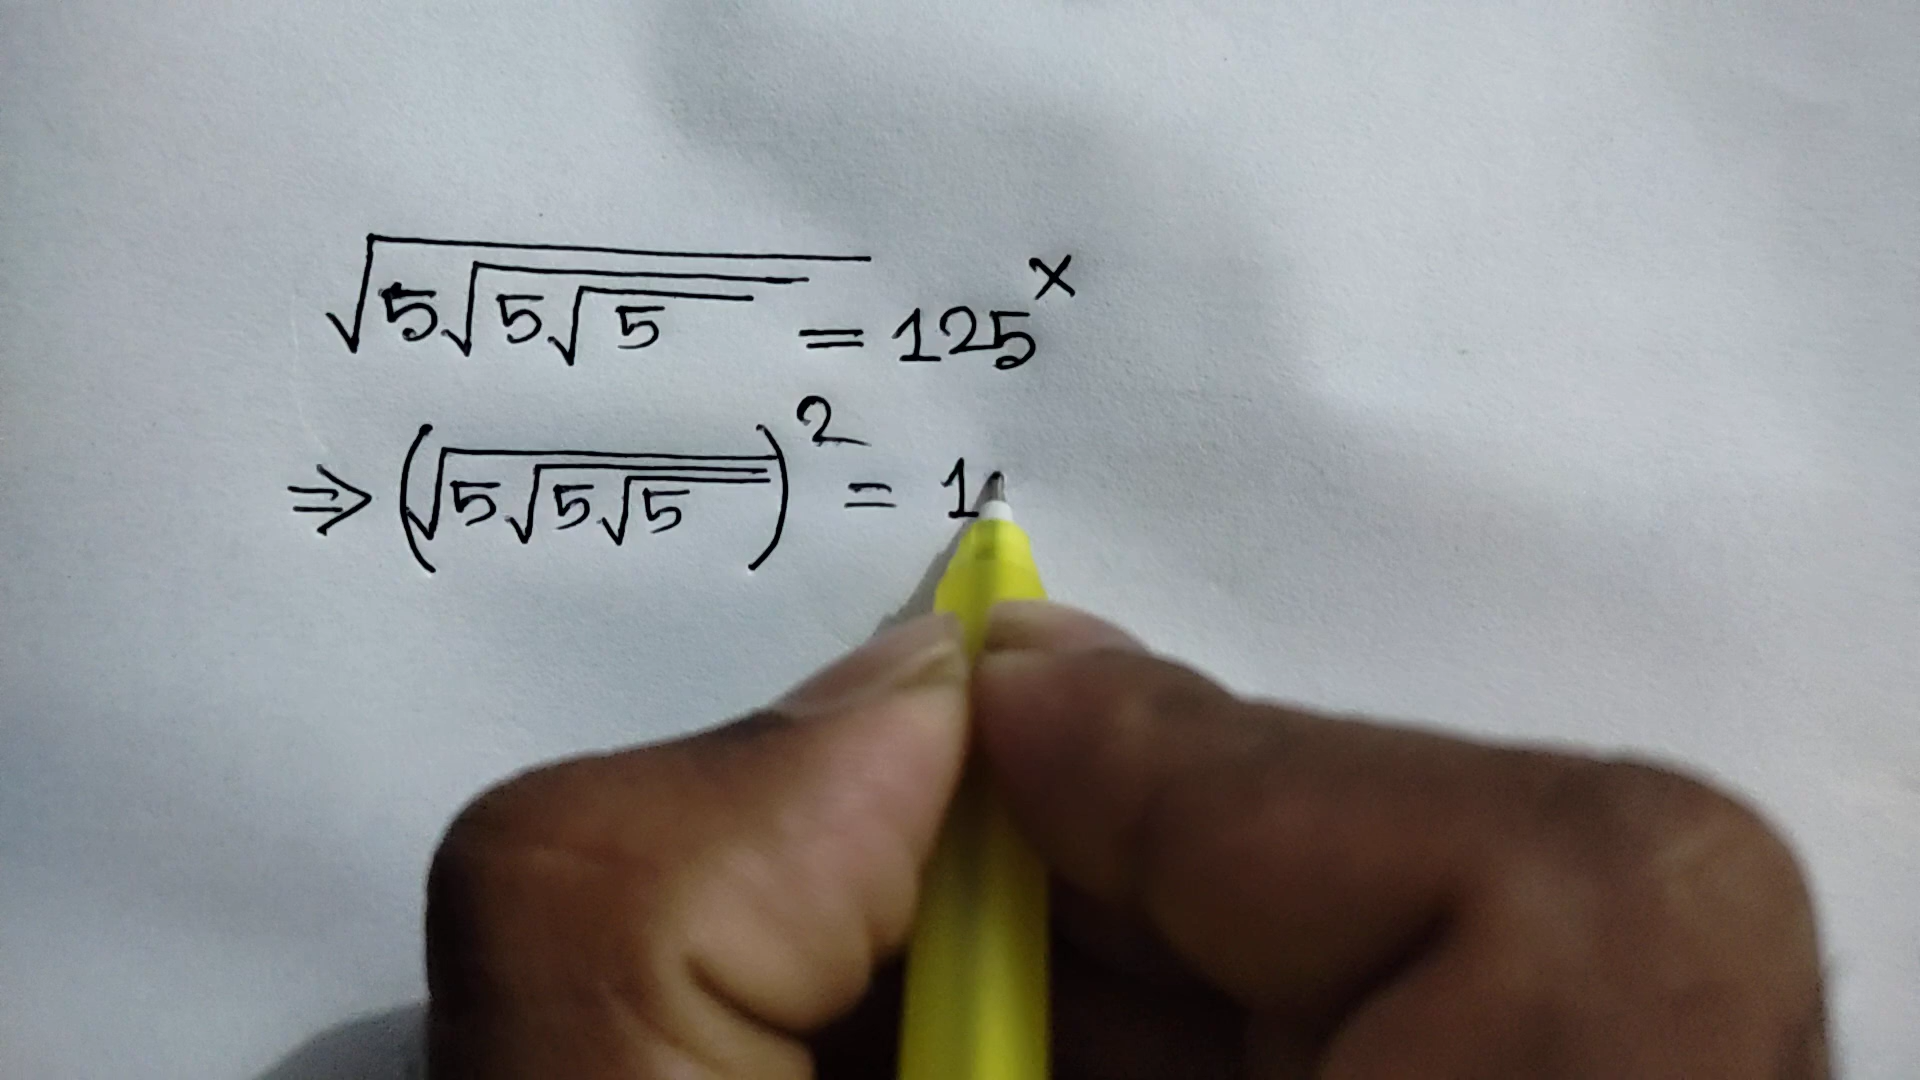 √(5√(5√5)) = 125^x
⇒ (√(5√(5√5)))^2 = 1